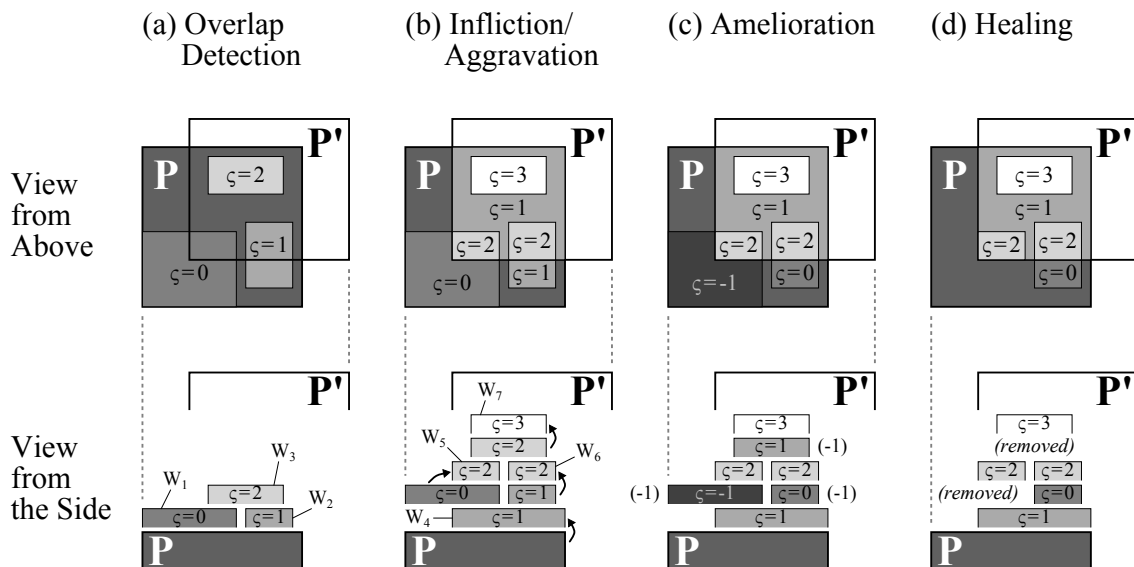 (a) Overlap
Detection
(b) Infliction/
Aggravation
(c) Amelioration
(d) Healing
View
from
Above
P
P'
ς=2
ς=1
ς=0
P
P'
ς=3
ς=1
ς=2
ς=2
ς=0
ς=1
P
P'
ς=3
ς=1
ς=2
ς=2
ς=-1
ς=0
P
P'
ς=3
ς=1
ς=2
ς=2
ς=0
View
from
the Side
P'
W1
W3
ς=2
W2
ς=0
ς=1
P
P'
W7
ς=3
W5
ς=2
W6
ς=2
ς=2
ς=0
ς=1
W4
ς=1
P
P'
ς=3
ς=1
(-1)
ς=2
ς=2
(-1)
ς=-1
ς=0
(-1)
ς=1
P
P'
ς=3
(removed)
ς=2
ς=2
(removed)
ς=0
ς=1
P